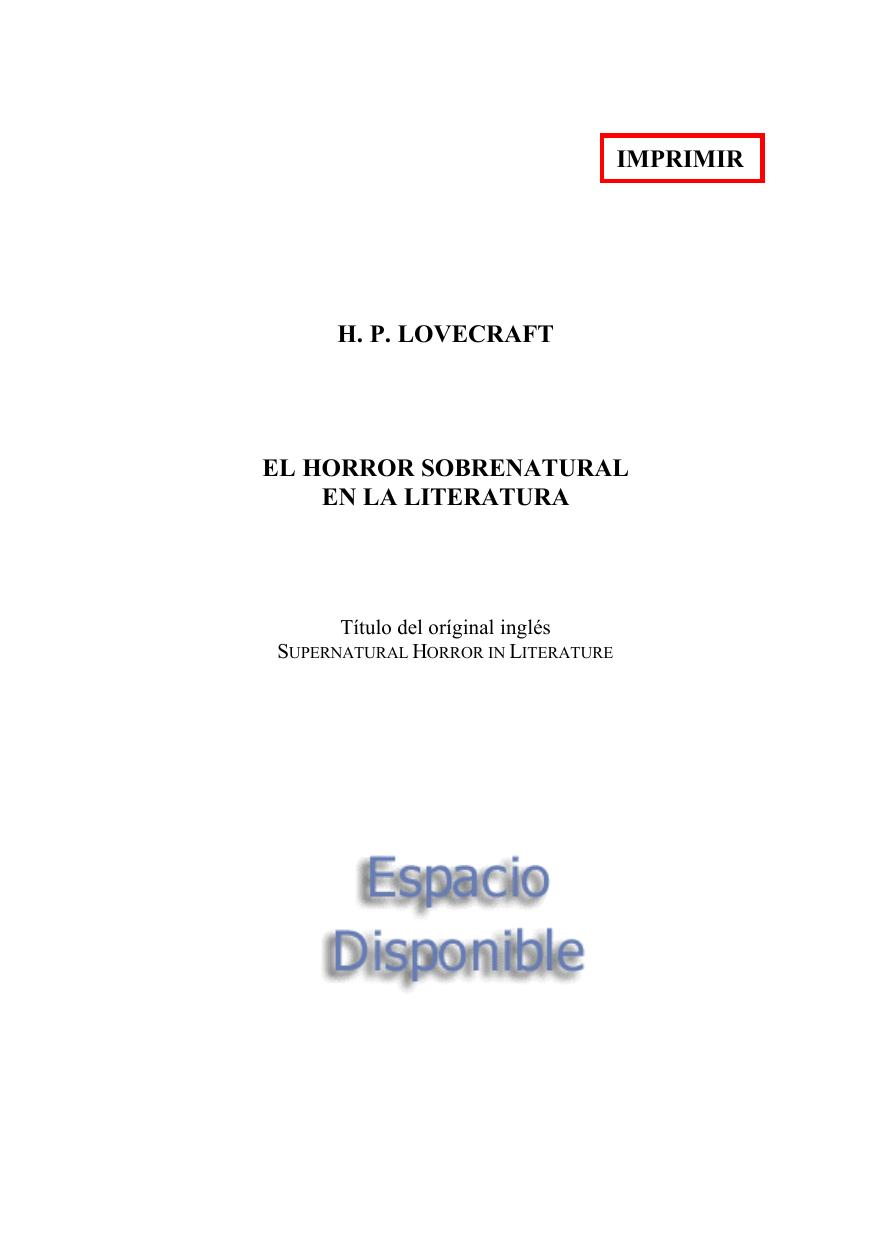 IMPRIMIR
H. P. LOVECRAFT
EL HORROR SOBRENATURAL
EN LA LITERATURA
Título del oríginal inglés
SUPERNATURAL HORROR IN LITERATURE
Espacio
Disponible